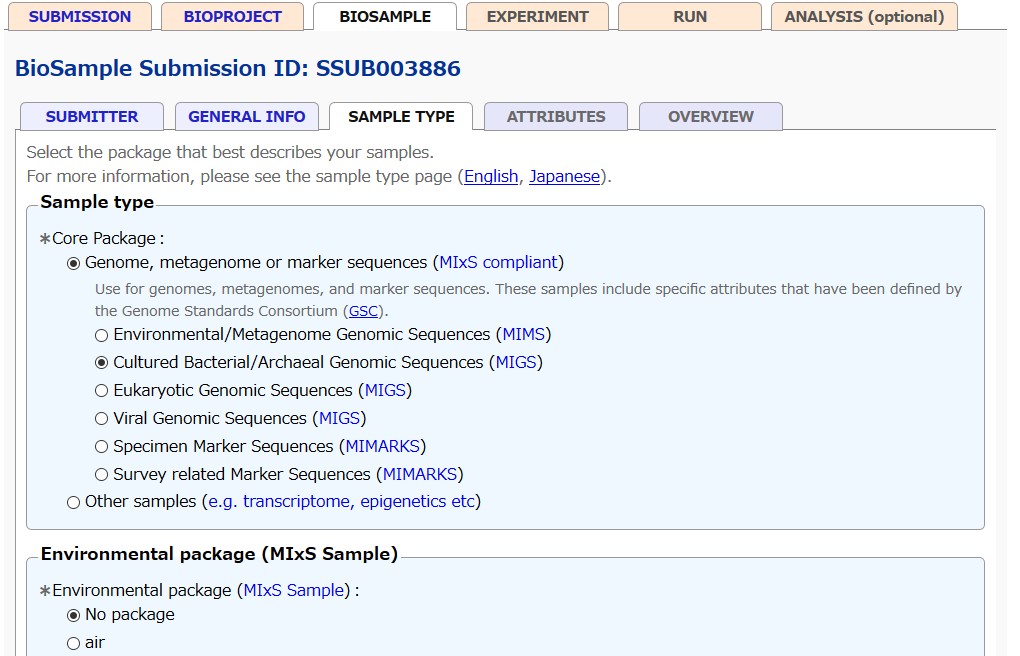 SUBMISSION BIOPROJECT BIOSAMPLE EXPERIMENT RUN ANALYSIS (optional)
BioSample Submission ID: SSUB003886
SUBMITTER GENERAL INFO SAMPLE TYPE ATTRIBUTES OVERVIEW
Select the package that best describes your samples.
For more information, please see the sample type page (English, Japanese).
Sample type
*Core Package :
Genome, metagenome or marker sequences (MIxS compliant)
Use for genomes, metagenomes, and marker sequences. These samples include specific attributes that have been defined by
the Genome Standards Consortium (GSC).
Environmental/Metagenome Genomic Sequences (MIMS)
Cultured Bacterial/Archaeal Genomic Sequences (MIGS)
Eukaryotic Genomic Sequences (MIGS)
Viral Genomic Sequences (MIGS)
Specimen Marker Sequences (MIMARKS)
Survey related Marker Sequences (MIMARKS)
Other samples (e.g. transcriptome, epigenetics etc)
Environmental package (MIxS Sample)
*Environmental package (MIxS Sample) :
No package
air